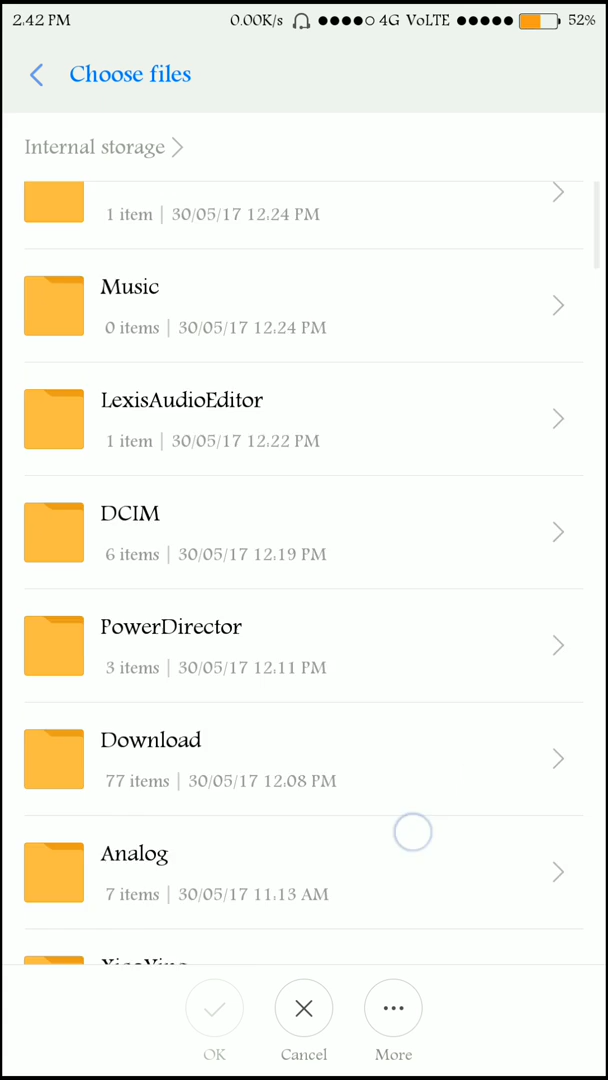 2.42 PM 0.00K/s 4G VoLTE 52%
Choose files
Internal storage
1 item | 30/05/17 12.24 PM
Music
0 items | 30/05/17 12.24 PM
LexisAudioEditor
1 item | 30/05/17 12.22 PM
DCIM
6 items | 30/05/17 12.19 PM
PowerDirector
3 items | 30/05/17 12.11 PM
Download
77 items | 30/05/17 12.08 PM
Analog
7 items | 30/05/17 11.13 AM
OK Cancel More